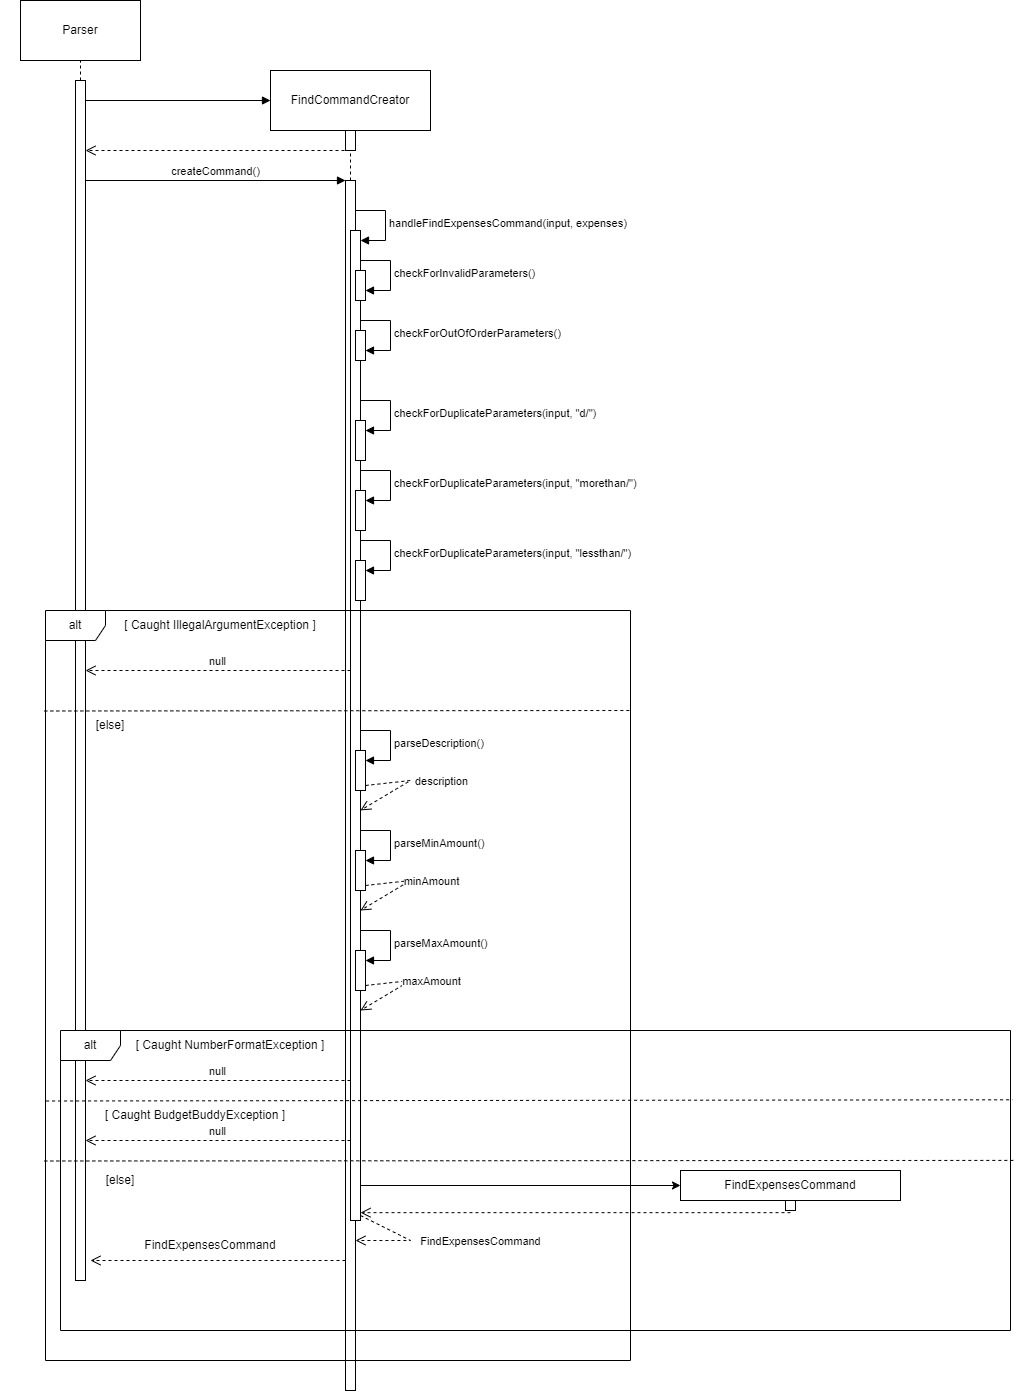 Parser
FindCommandCreator
createCommand()
handleFindExpensesCommand(input, expenses)
checkForInvalidParameters()
checkForOutOfOrderParameters()
checkForDuplicateParameters(input, "d/")
checkForDuplicateParameters(input, "morethan/")
checkForDuplicateParameters(input, "lessthan/")
alt [ Caught IllegalArgumentException ]
null
[else]
parseDescription()
description
parseMinAmount()
minAmount
parseMaxAmount()
maxAmount
alt [ Caught NumberFormatException ]
null
[ Caught BudgetBuddyException ]
null
[else]
FindExpensesCommand
FindExpensesCommand
FindExpensesCommand